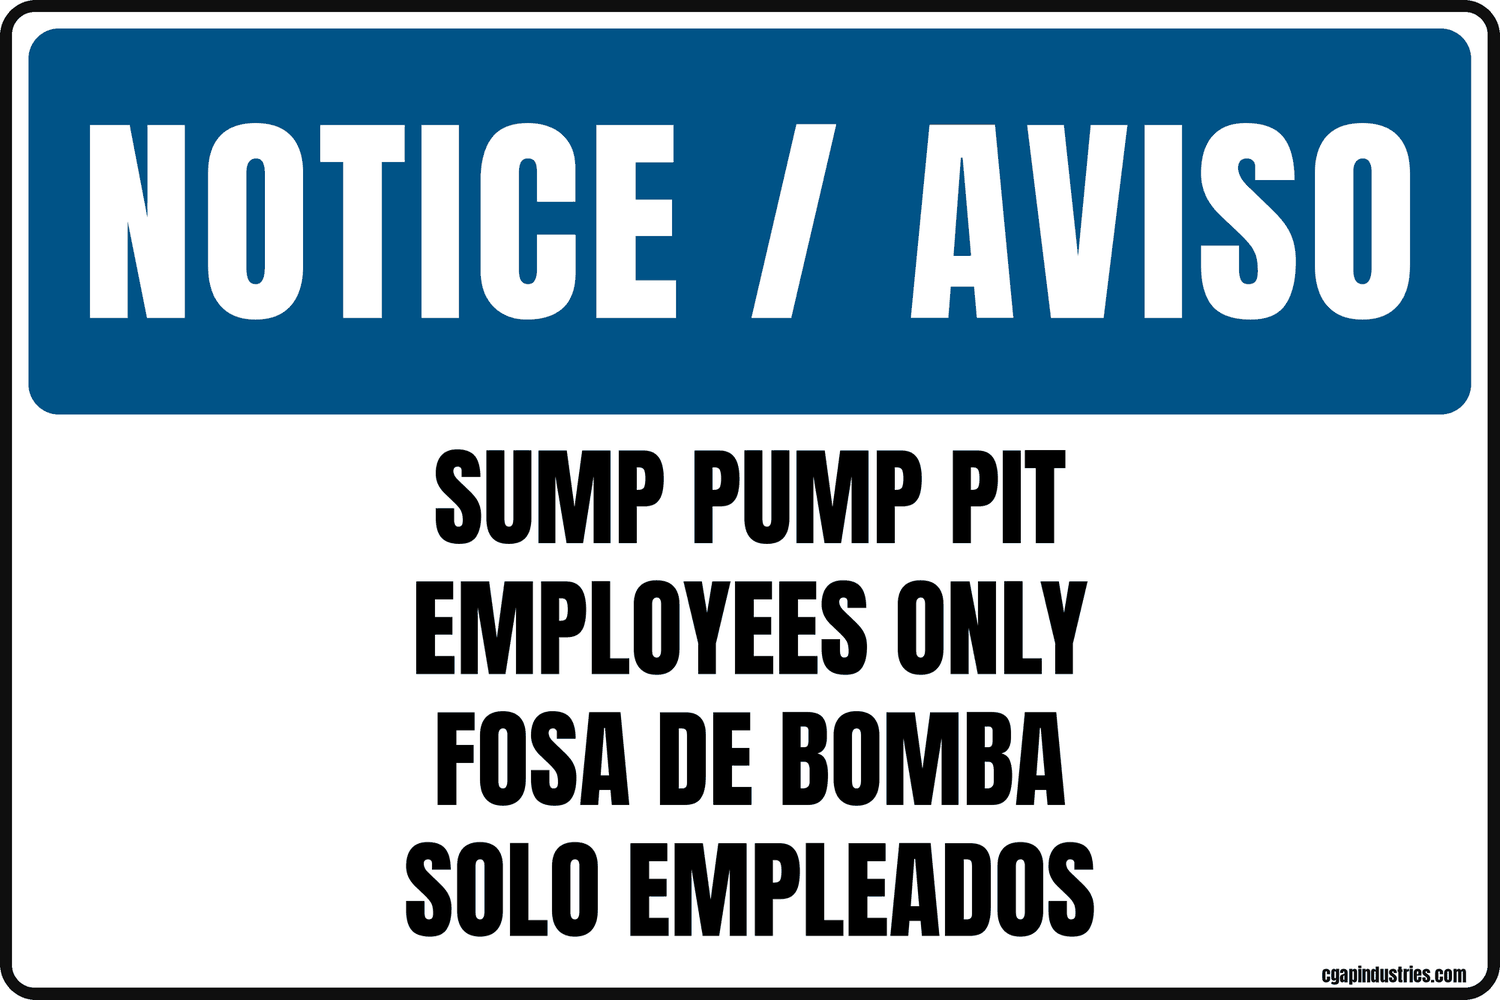 NOTICE / AVISO
SUMP PUMP PIT
EMPLOYEES ONLY
FOSA DE BOMBA
SOLO EMPLEADOS
cgapindustries.com